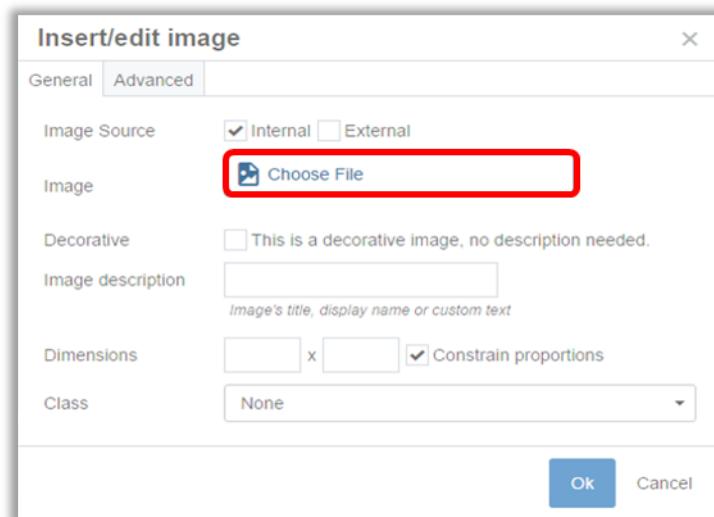 Insert/edit image ×
General Advanced
Image Source Internal External
Image Choose File
Decorative This is a decorative image, no description needed.
Image description
Image's title, display name or custom text
Dimensions x Constrain proportions
Class None
Ok Cancel